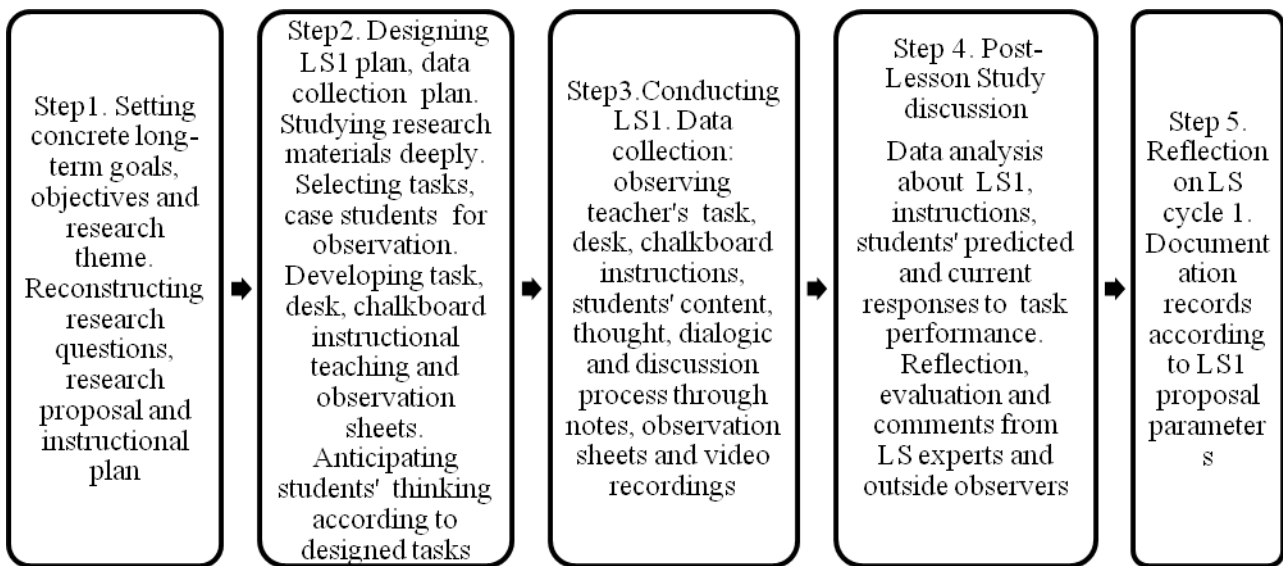 Step1. Setting
concrete long-
term goals,
objectives and
research
theme.
Reconstructing
research
questions,
research
proposal and
instructional
plan
Step2. Designing
LS1 plan, data
collection plan.
Studying research
materials deeply.
Selecting tasks,
case students for
observation.
Developing task,
desk, chalkboard
instructional
teaching and
observation
sheets.
Anticipating
students' thinking
according to
designed tasks
Step3.Conducting
LS1. Data
collection:
observing
teacher's task,
desk, chalkboard
instructions,
students' content,
thought, dialogic
and discussion
process through
notes, observation
sheets and video
recordings
Step 4. Post-
Lesson Study
discussion
Data analysis
about LS1,
instructions,
students' predicted
and current
responses to task
performance.
Reflection,
evaluation and
comments from
LS experts and
outside observers
Step 5.
Reflection
on LS
cycle 1.
Document
ation
records
according
to LS1
proposal
parameter
s